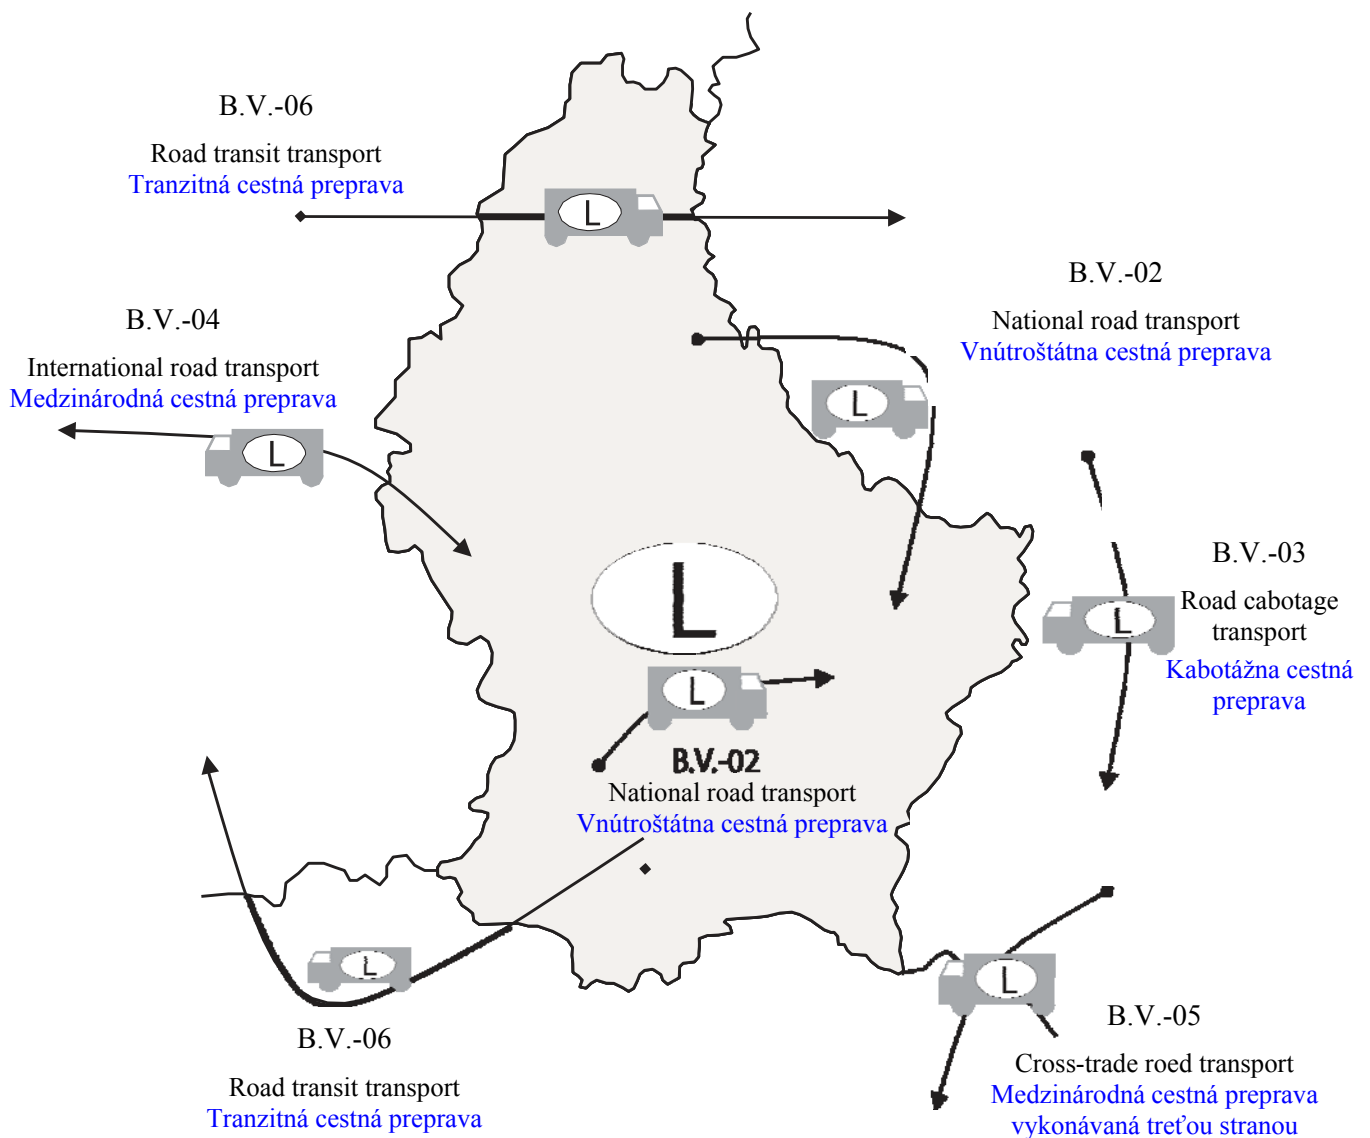 B.V.-06
Road transit transport
Tranzitná cestná preprava
L
B.V.-02
National road transport
Vnútroštátna cestná preprava
L
B.V.-04
International road transport
Medzinárodná cestná preprava
L
B.V.-03
Road cabotage
transport
Kabotážna cestná
preprava
L
L
L
B.V.-02
National road transport
Vnútroštátna cestná preprava
L
B.V.-06
Road transit transport
Tranzitná cestná preprava
L
B.V.-05
Cross-trade roed transport
Medzinárodná cestná preprava
vykonávaná treťou stranou